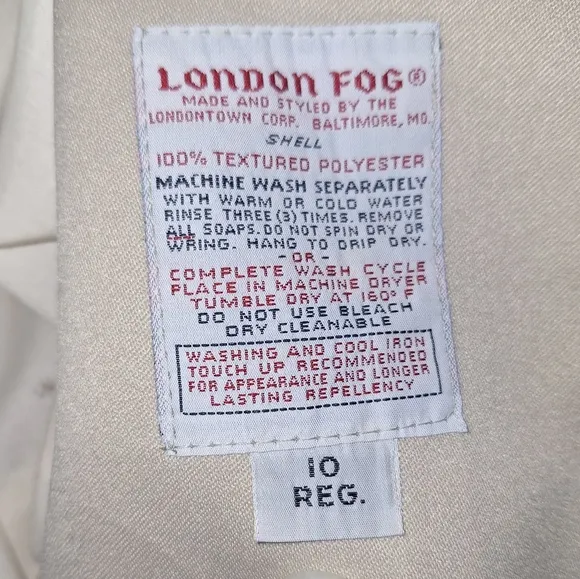 LONDON FOG®
MADE AND STYLED BY THE
LONDONTOWN CORP. BALTIMORE, MD.
SHELL
100% TEXTURED POLYESTER
MACHINE WASH SEPARATELY
WITH WARM OR COLD WATER
RINSE THREE (3) TIMES. REMOVE
ALL SOAPS. DO NOT SPIN DRY OR
WRING. HANG TO DRIP DRY.
-OR-
COMPLETE WASH CYCLE
PLACE IN MACHINE DRYER
TUMBLE DRY AT 160° F
DO NOT USE BLEACH
DRY CLEANABLE
WASHING AND COOL IRON
TOUCH UP RECOMMENDED
FOR APPEARANCE AND LONGER
LASTING REPELLENCY
10
REG.